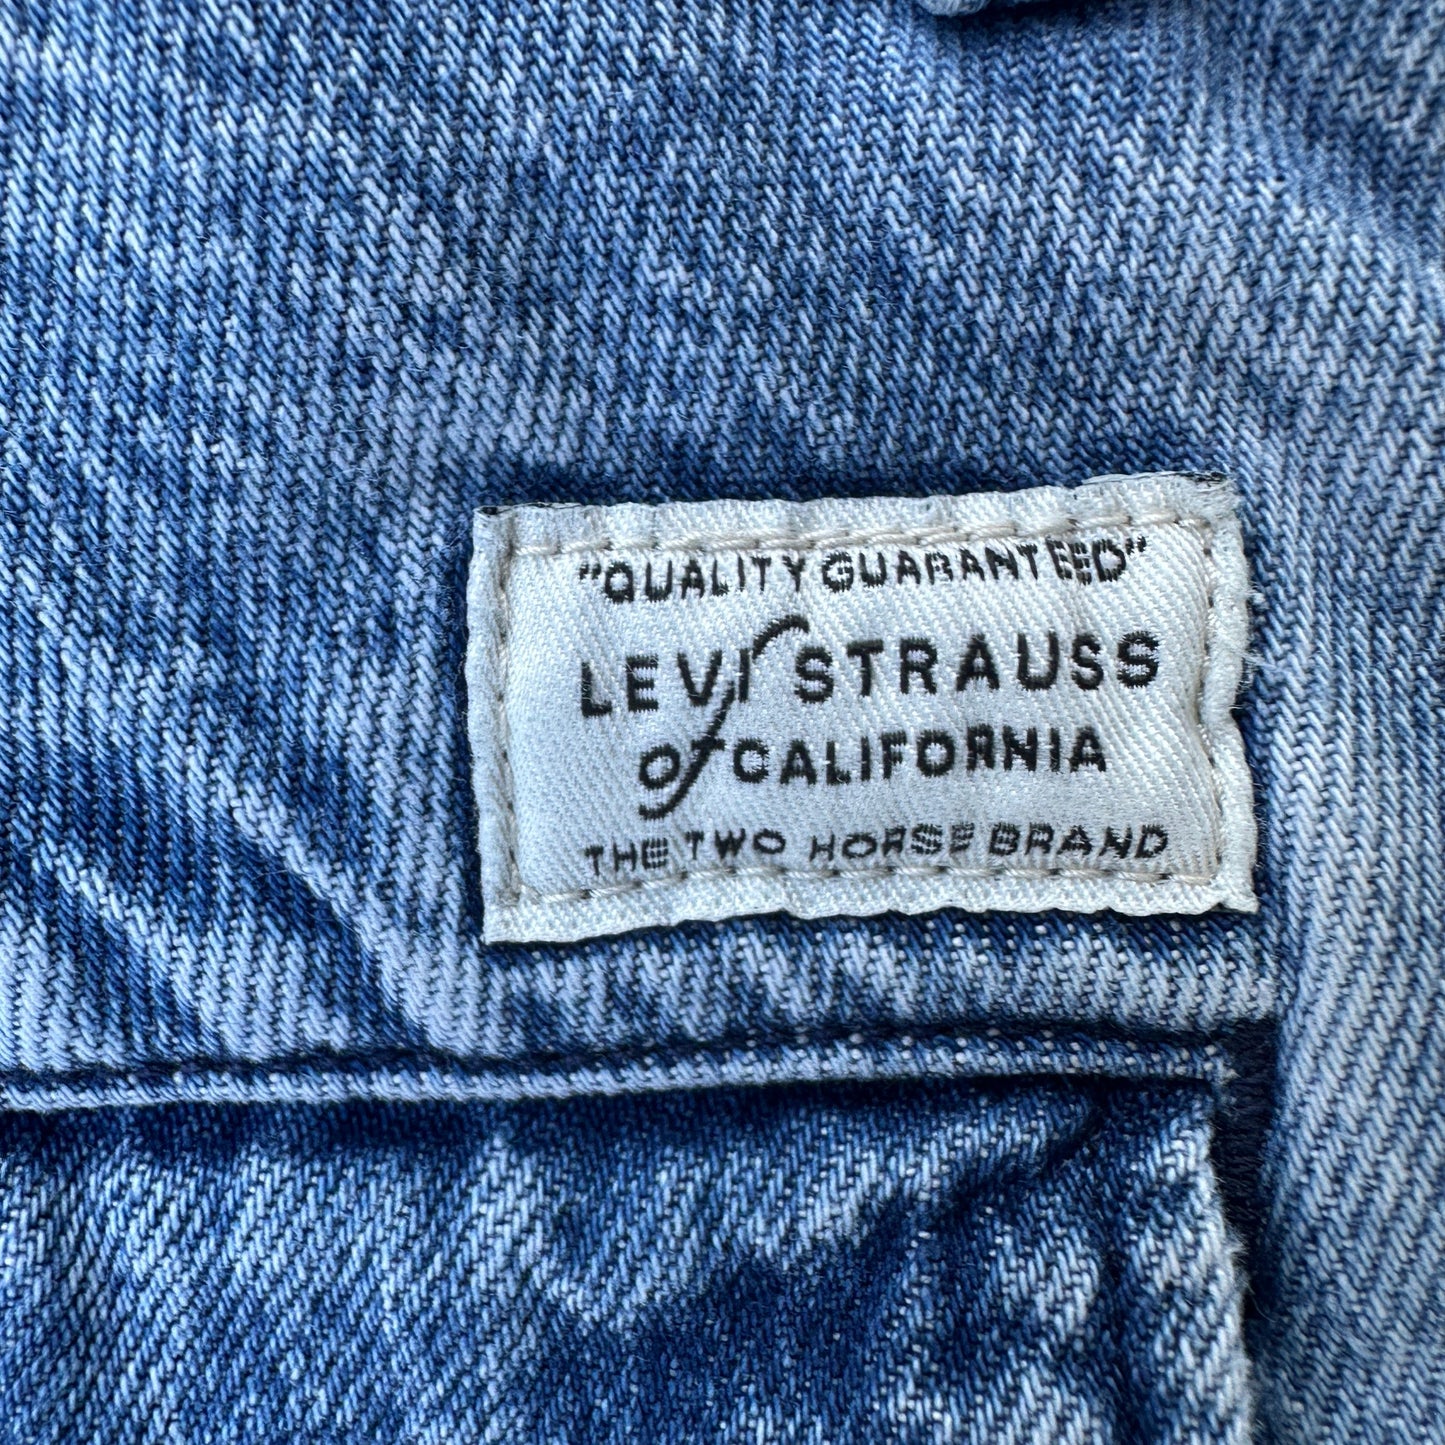 "QUALITY GUARANTEED"
LEVI STRAUSS
of CALIFORNIA
THE TWO HORSE BRAND